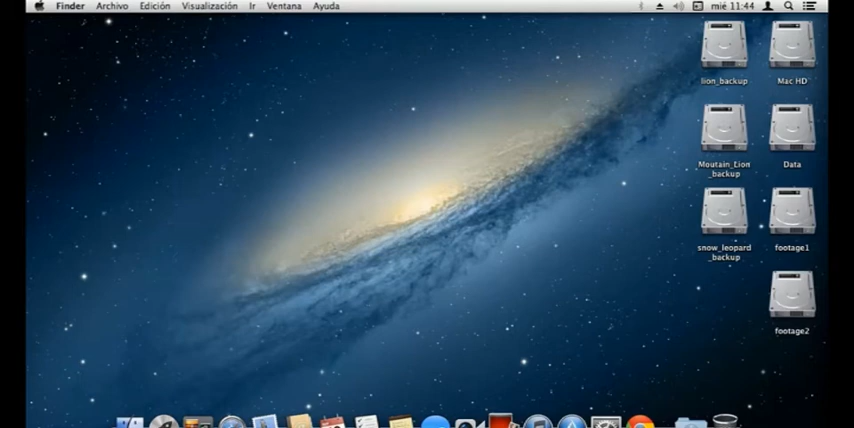 Finder Archivo Edición Visualización Ir Ventana Ayuda mié 11:44
lion_backup
Mac HD
Moutain_Lion
_backup
Data
snow_leopard
_backup
footage1
footage2